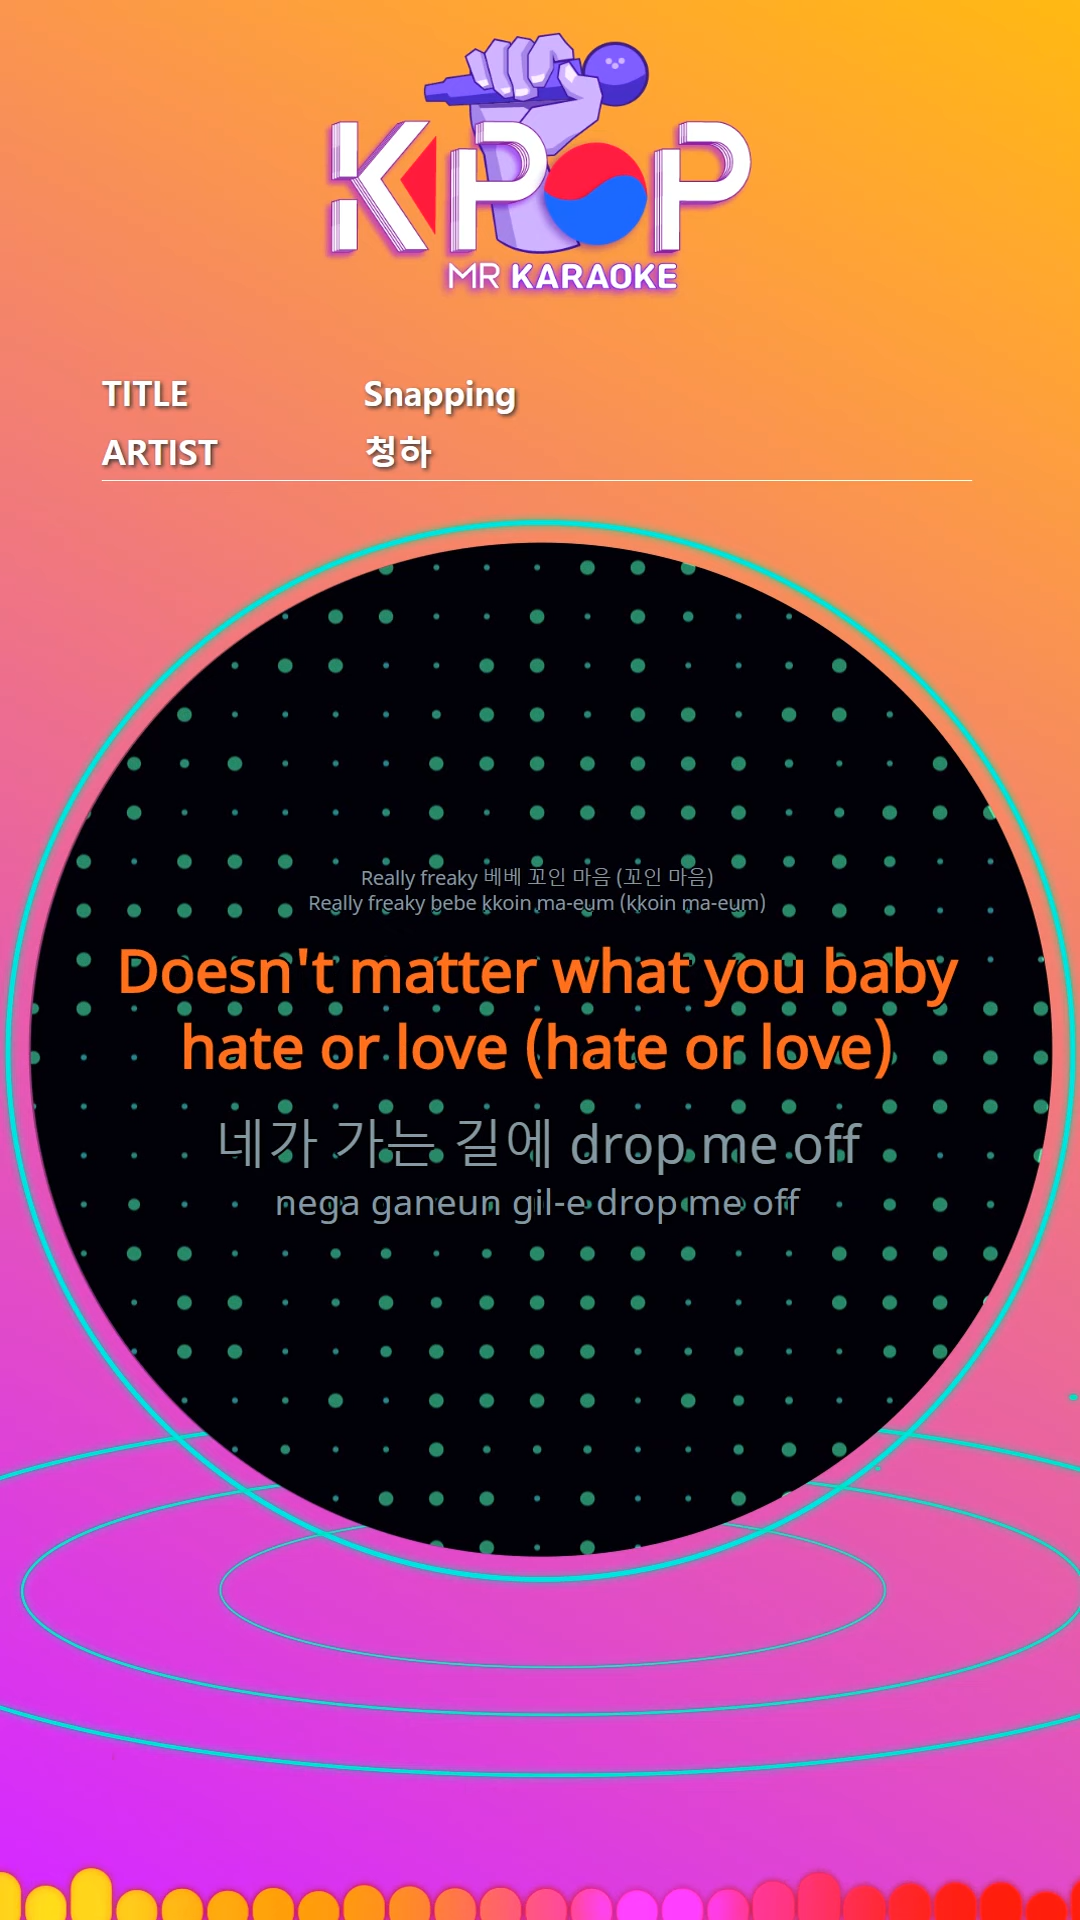 KPOP
MR KARAOKE
TITLE Snapping
ARTIST 청하
Really freaky 베베 꼬인 마음 (꼬인 마음)
Really freaky bebe kkoin ma-eum (kkoin ma-eum)
Doesn't matter what you baby
hate or love (hate or love)
네가 가는 길에 drop me off
nega ganeun gil-e drop me off